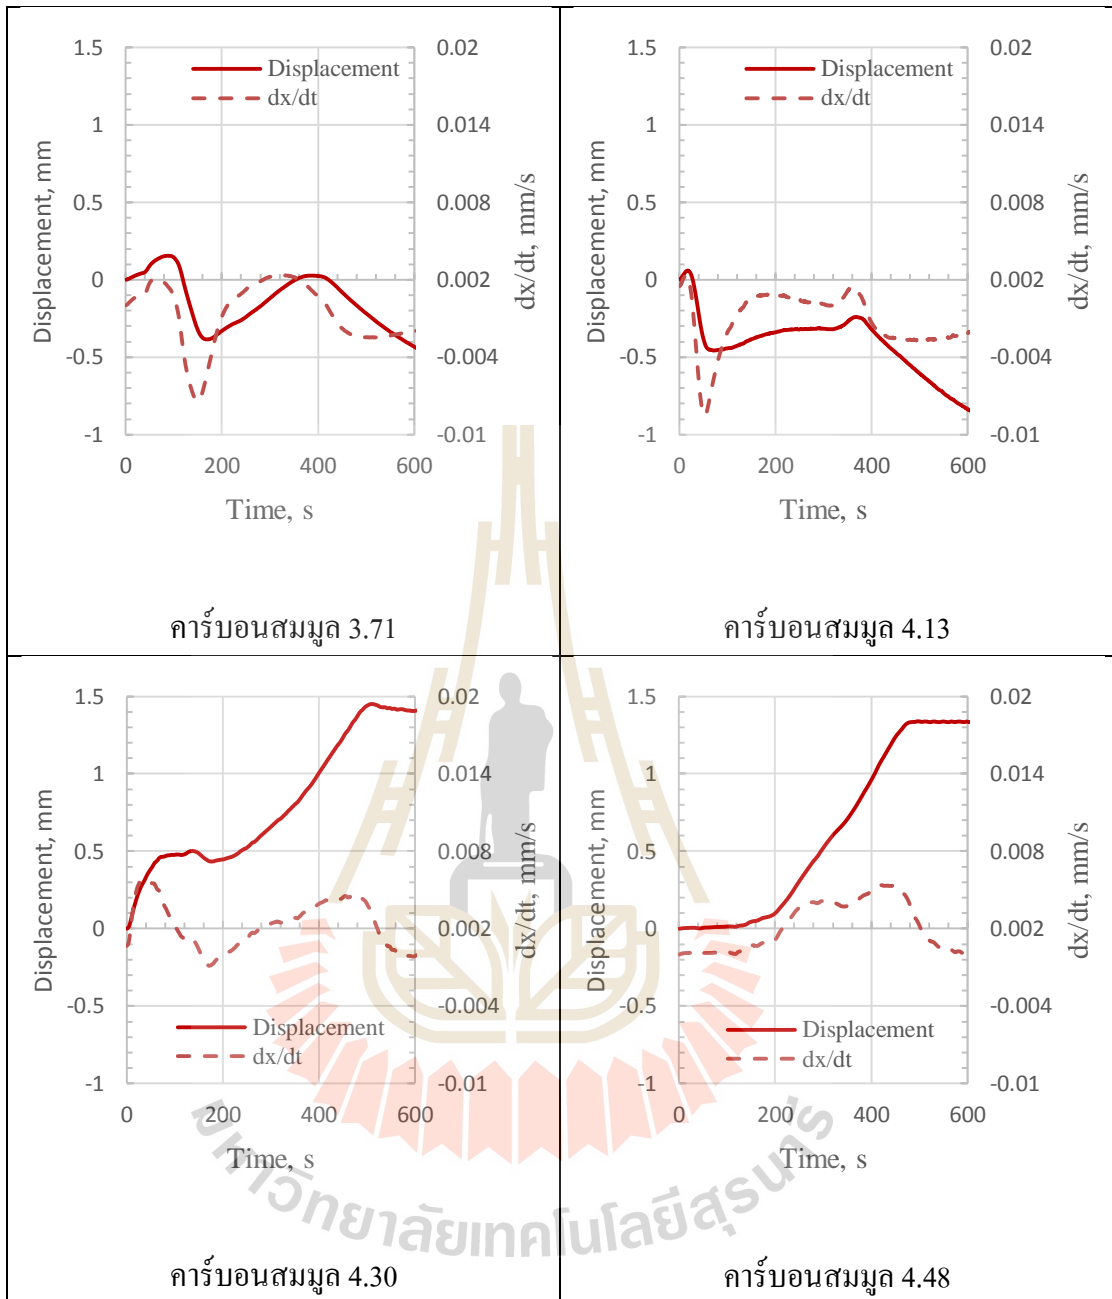 1.5
1
0.5
0
-0.5
-1
Displacement, mm
0.02
0.014
0.008
0.002
-0.004
-0.01
dx/dt, mm/s
Displacement
dx/dt
0 200 400 600
Time, s
คาร์บอนสมมูล 3.71
1.5
1
0.5
0
-0.5
-1
Displacement, mm
0.02
0.014
0.008
0.002
-0.004
-0.01
dx/dt, mm/s
Displacement
dx/dt
0 200 400 600
Time, s
คาร์บอนสมมูล 4.13
1.5
1
0.5
0
-0.5
-1
Displacement, mm
0.02
0.014
0.008
0.002
-0.004
-0.01
dx/dt, mm/s
Displacement
dx/dt
0 200 400 600
Time, s
คาร์บอนสมมูล 4.30
1.5
1
0.5
0
-0.5
-1
Displacement, mm
0.02
0.014
0.008
0.002
-0.004
-0.01
dx/dt, mm/s
Displacement
dx/dt
0 200 400 600
Time, s
คาร์บอนสมมูล 4.48
มหาวิทยาลัยเทคโนโลยีสุรนารี